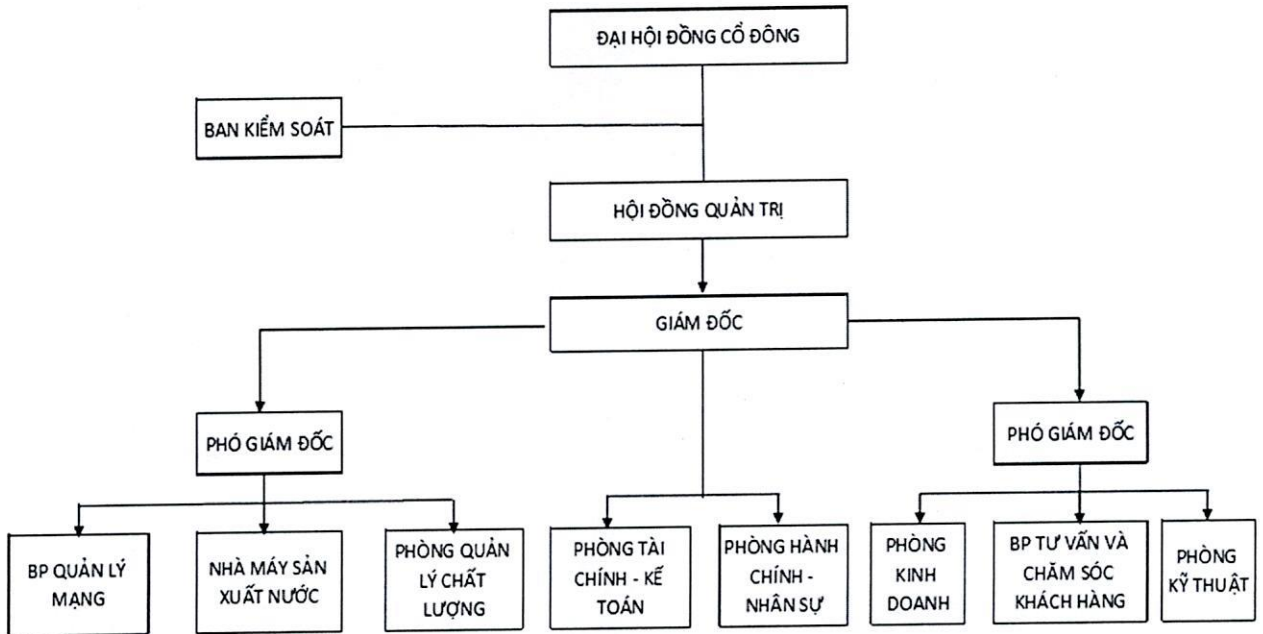 ĐẠI HỘI ĐỒNG CỔ ĐÔNG
BAN KIỂM SOÁT
HỘI ĐỒNG QUẢN TRỊ
GIÁM ĐỐC
PHÓ GIÁM ĐỐC
PHÓ GIÁM ĐỐC
BP QUẢN LÝ
MẠNG
NHÀ MÁY SẢN
XUẤT NƯỚC
PHÒNG QUẢN
LÝ CHẤT
LƯỢNG
PHÒNG TÀI
CHÍNH - KẾ
TOÁN
PHÒNG HÀNH
CHÍNH -
NHÂN SỰ
PHÒNG
KINH
DOANH
BP TƯ VẤN VÀ
CHĂM SÓC
KHÁCH HÀNG
PHÒNG
KỸ THUẬT